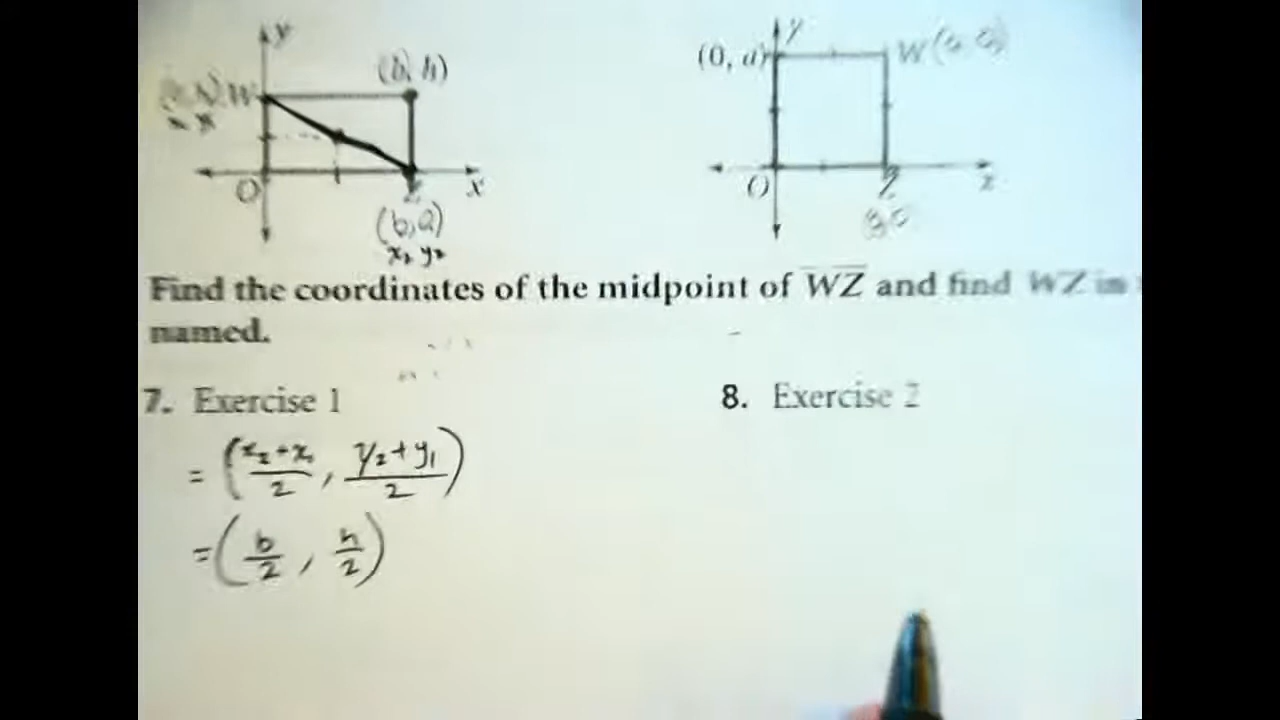 y
(b, h)
W
O
x
Z
(b, 0)
x₂ y₂
y
(0, a)
W (a, a)
O
Z
x
Find the coordinates of the midpoint of WZ and find WZ in
named.
7. Exercise 1
= (x₂+x₁/2, y₂+y₁/2)
= (b/2, h/2)
8. Exercise 2